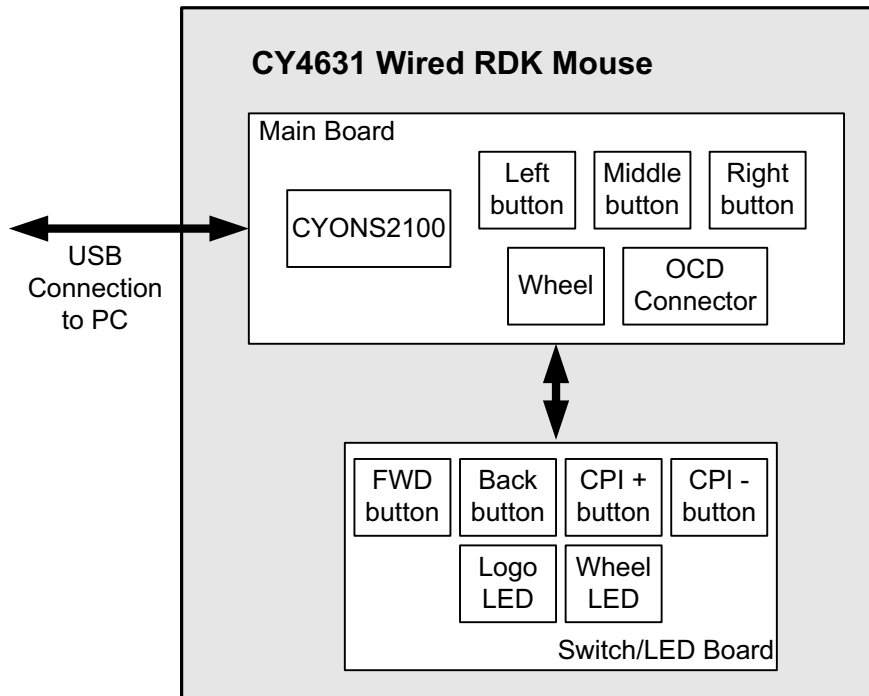 CY4631 Wired RDK Mouse
Main Board
Left
button
Middle
button
Right
button
CYONS2100
Wheel
OCD
Connector
USB
Connection
to PC
FWD
button
Back
button
CPI +
button
CPI -
button
Logo
LED
Wheel
LED
Switch/LED Board